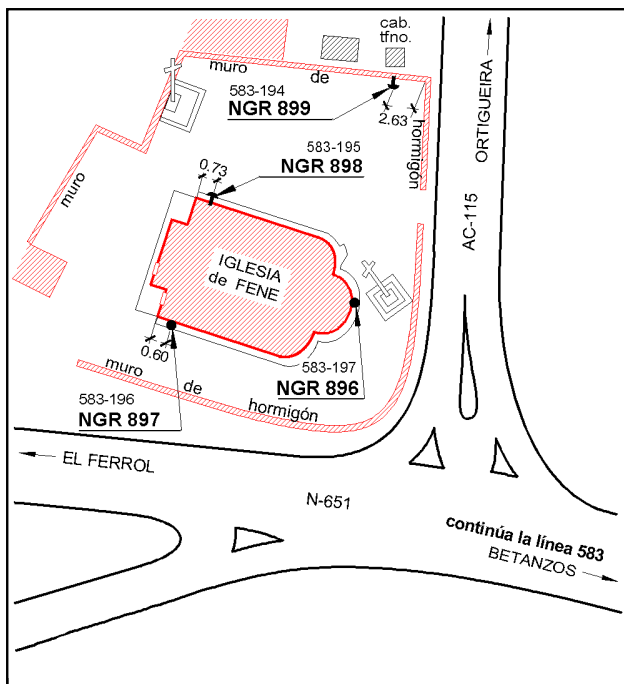 cab.
tfno.
muro de
hormigón
583-194
NGR 899
2.63
583-195
NGR 898
0.73
muro
ORTIGUEIRA
AC-115
IGLESIA
de FENE
583-197
NGR 896
0.60
583-196
NGR 897
muro de hormigón
EL FERROL
N-651
continúa la línea 583
BETANZOS